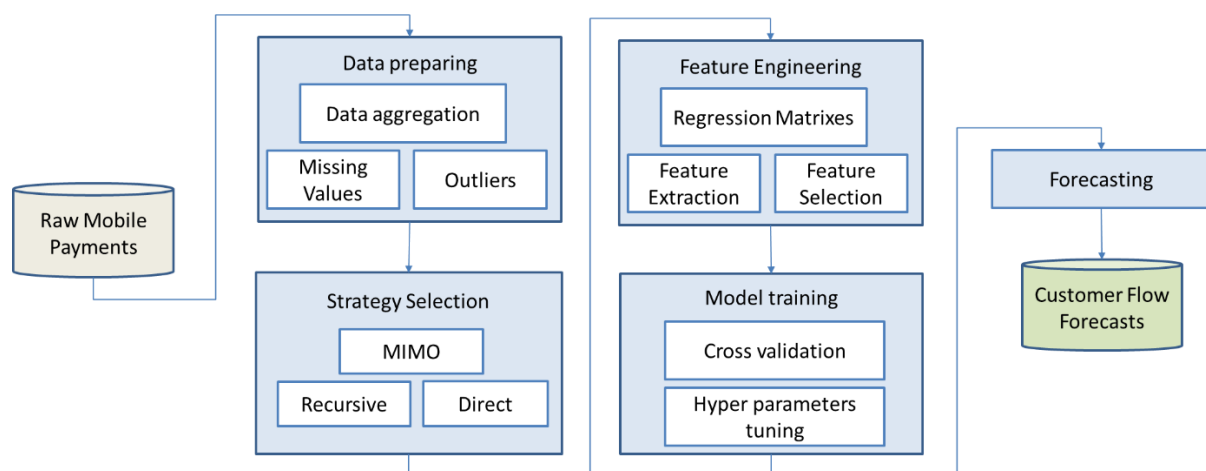 Raw Mobile
Payments
Data preparing
Data aggregation
Missing
Values
Outliers
Strategy Selection
MIMO
Recursive
Direct
Feature Engineering
Regression Matrixes
Feature
Extraction
Feature
Selection
Model training
Cross validation
Hyper parameters
tuning
Forecasting
Customer Flow
Forecasts